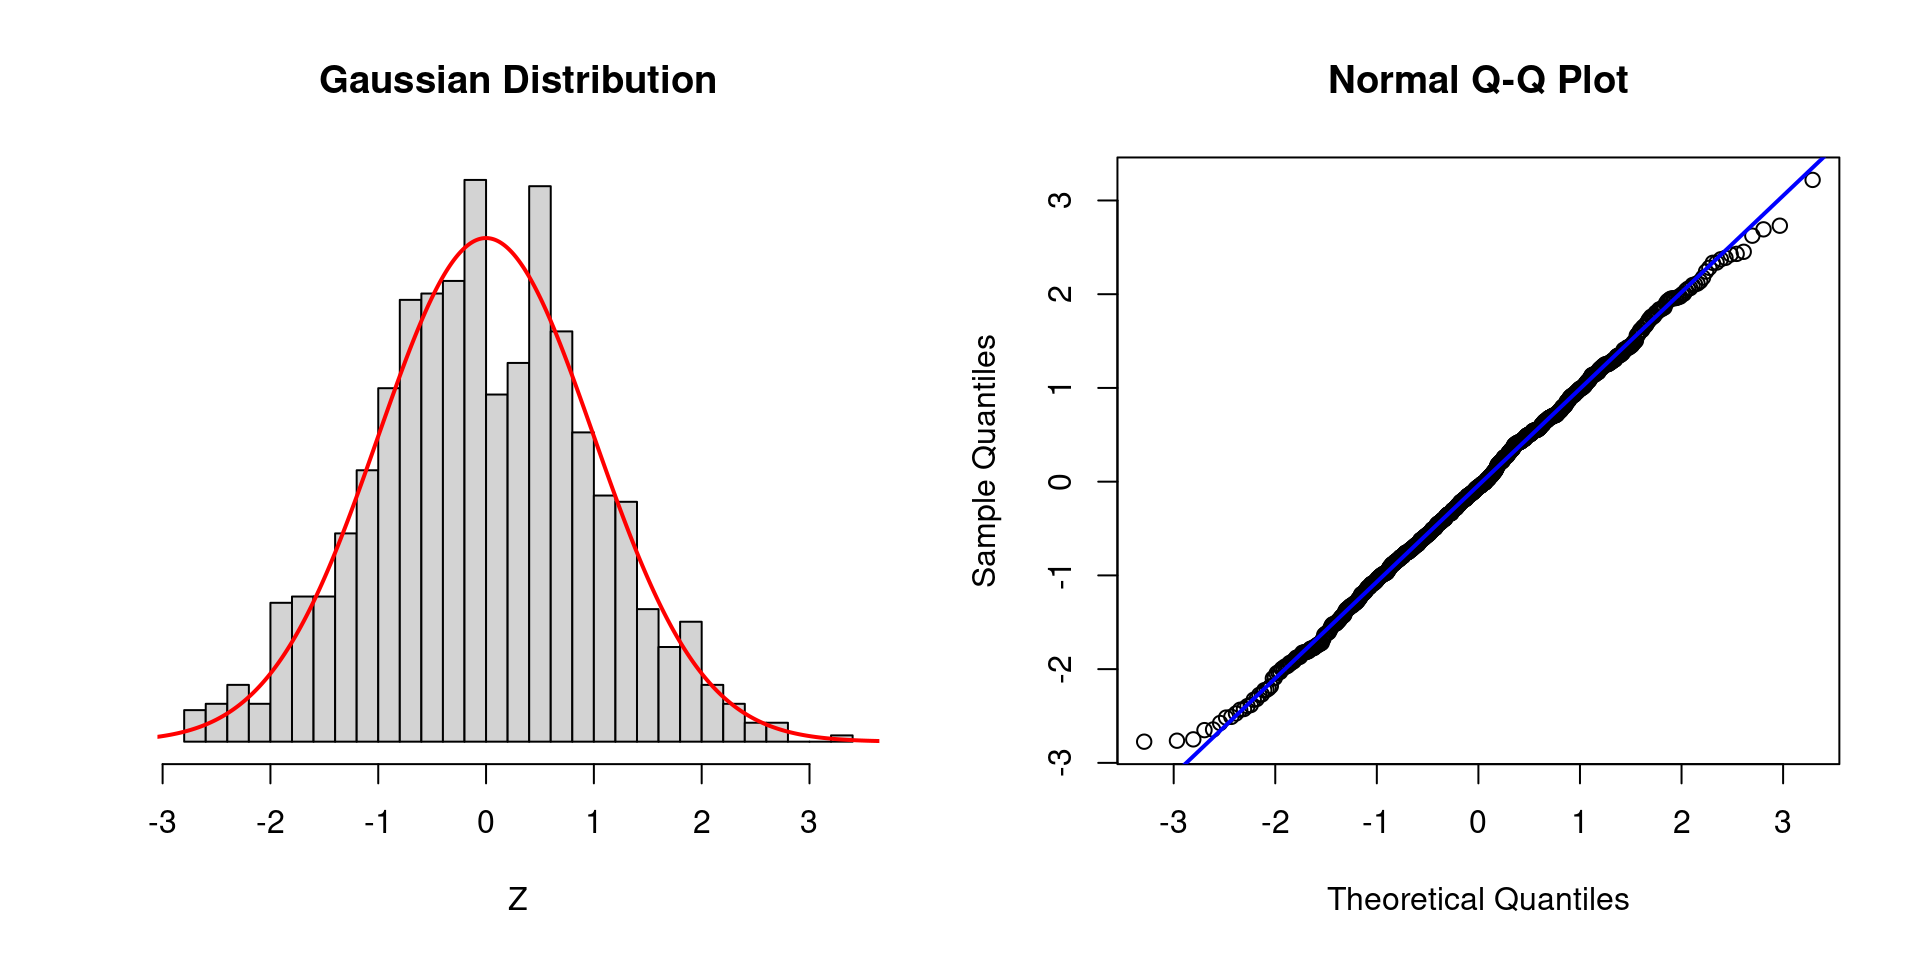 Gaussian Distribution
-3 -2 -1 0 1 2 3
Z
Normal Q-Q Plot
Sample Quantiles
3
2
1
0
-1
-2
-3
-3 -2 -1 0 1 2 3
Theoretical Quantiles